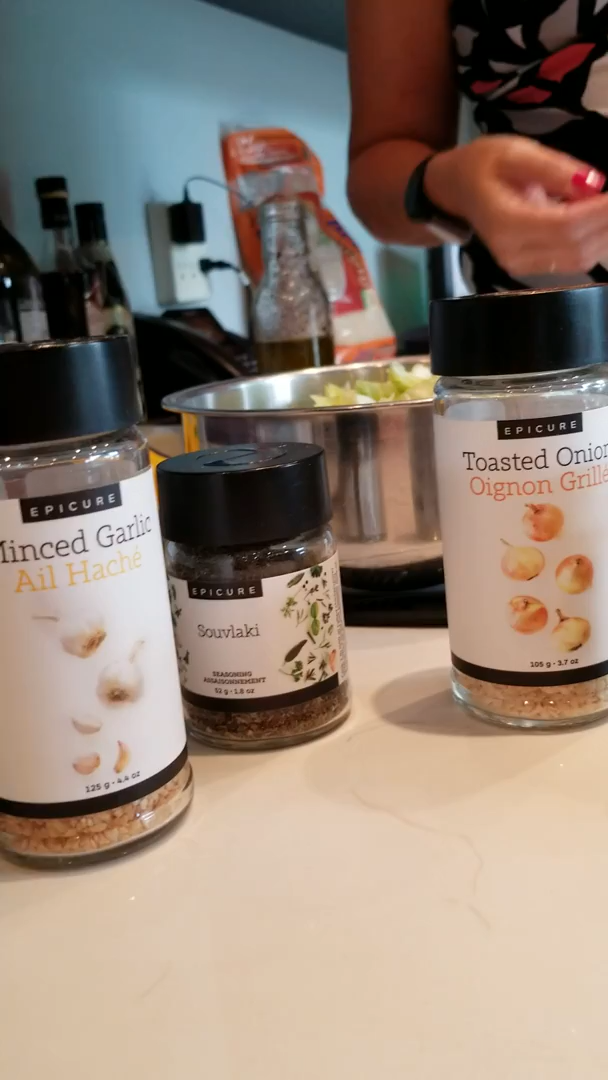 EPICURE
Minced Garlic
Ail Haché
125 g • 4.4 oz
EPICURE
Souvlaki
SEASONING
ASSAISONNEMENT
52 g • 1.8 oz
EPICURE
Toasted Onion
Oignon Grillé
105 g • 3.7 oz